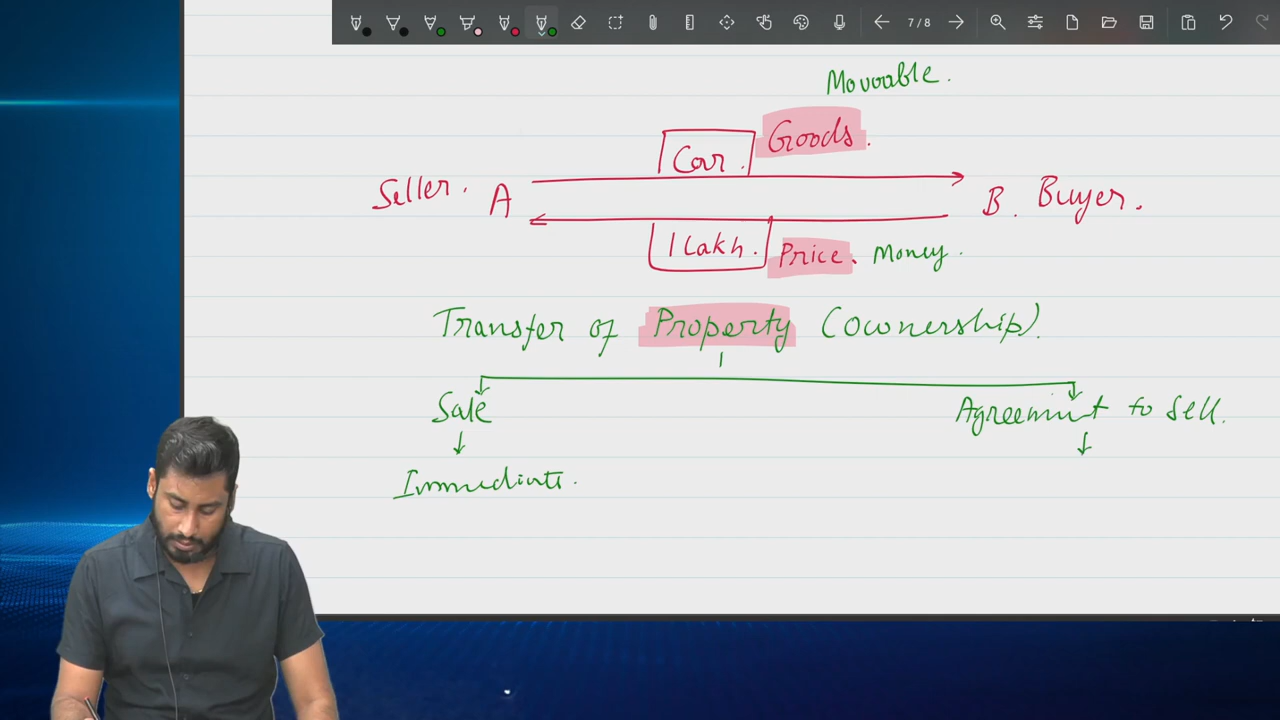 7/8
Movable.
Car. Goods.
Seller. A B. Buyer.
1 Lakh. Price. Money.
Transfer of Property (ownership).
Sale Agreement to Sell.
Immediate.